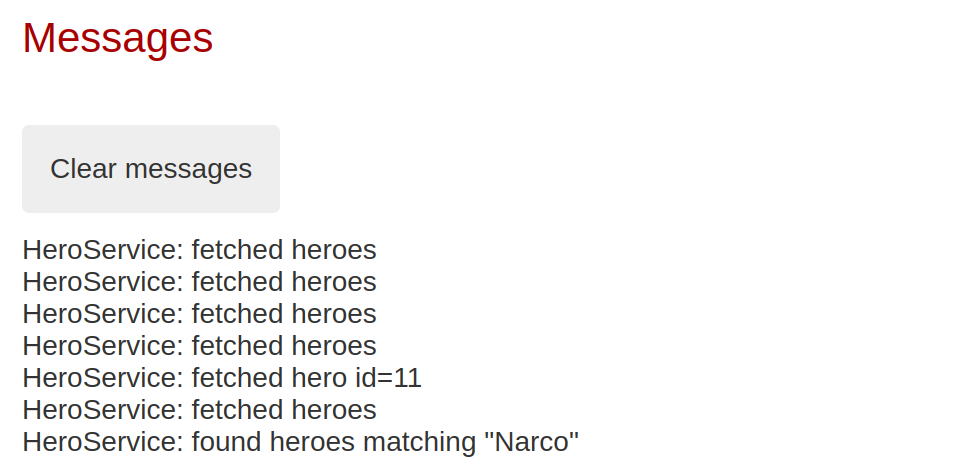 Messages
Clear messages
HeroService: fetched heroes
HeroService: fetched heroes
HeroService: fetched heroes
HeroService: fetched heroes
HeroService: fetched hero id=11
HeroService: fetched heroes
HeroService: found heroes matching "Narco"